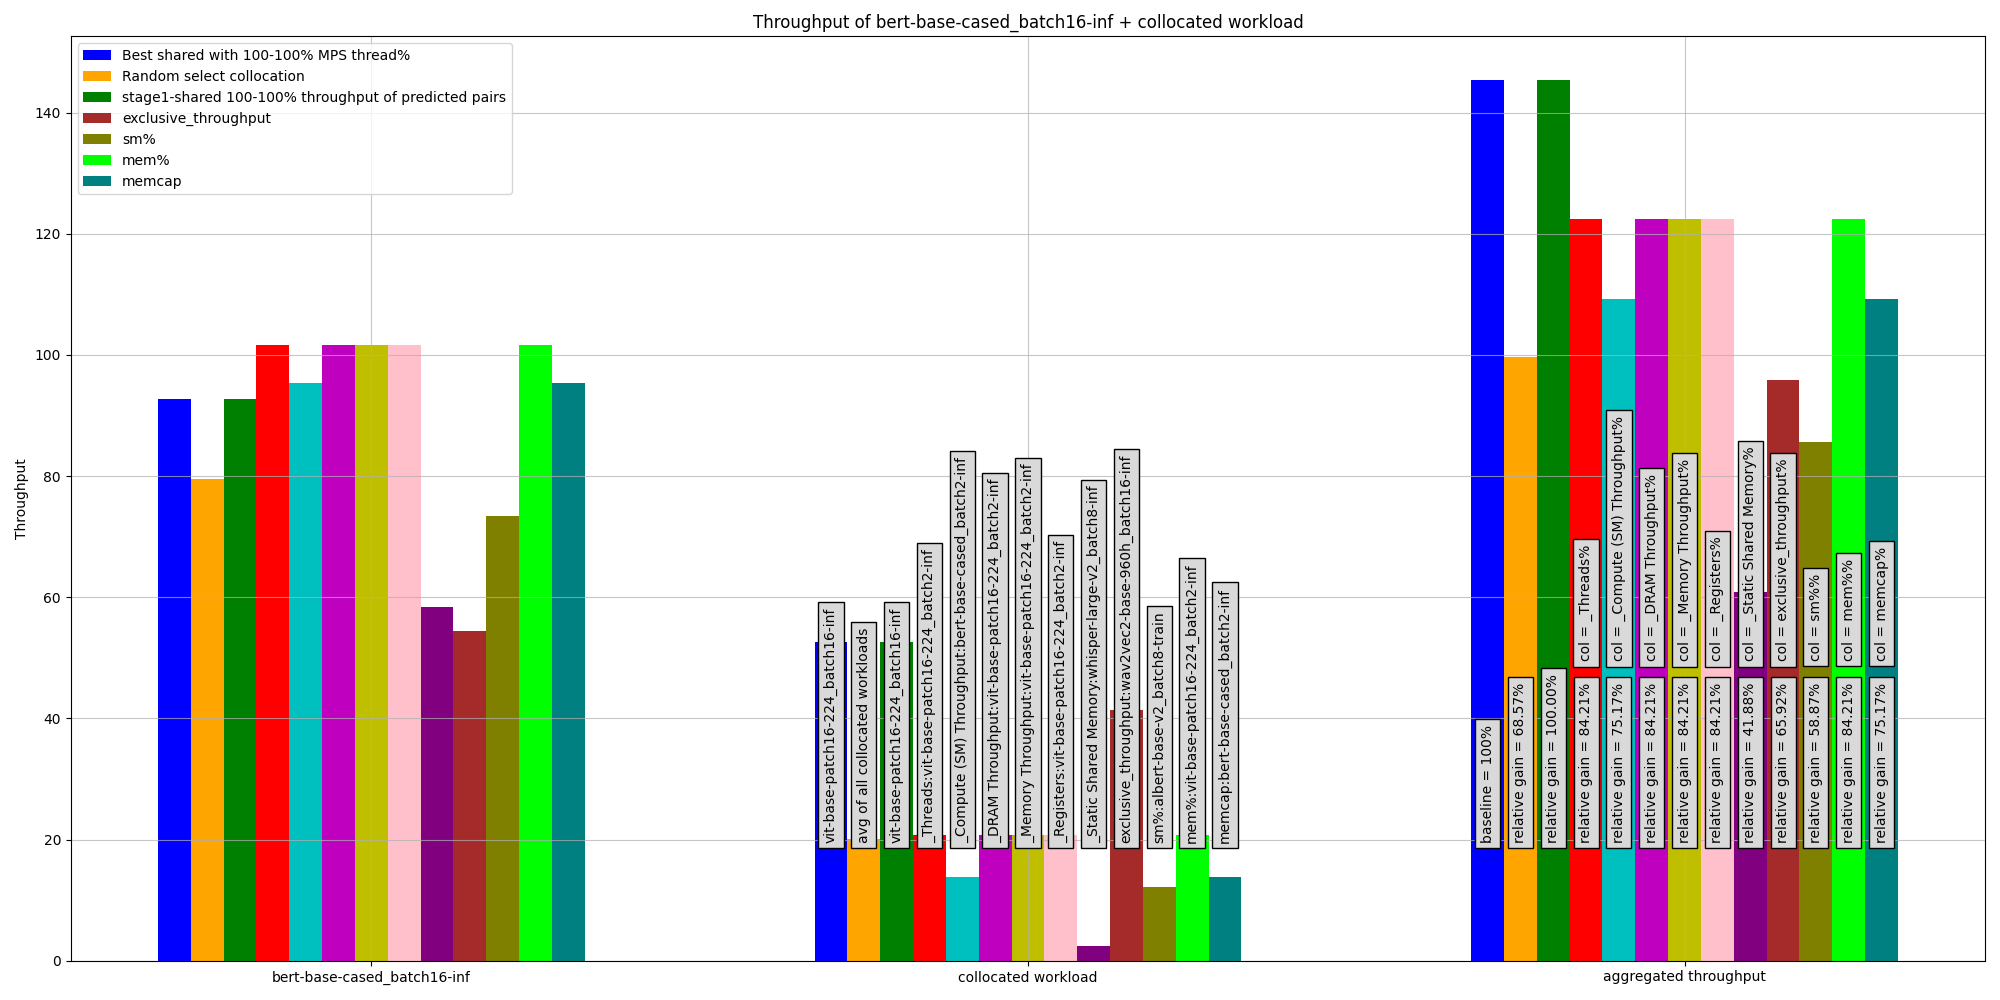 Throughput of bert-base-cased_batch16-inf + collocated workload
Best shared with 100-100% MPS thread%
Random select collocation
stage1-shared 100-100% throughput of predicted pairs
exclusive_throughput
sm%
mem%
memcap
Throughput
140
120
100
80
60
40
20
0
vit-base-patch16-224_batch16-inf
avg of all collocated workloads
vit-base-patch16-224_batch16-inf
_Threads:vit-base-patch16-224_batch2-inf
_Compute (SM) Throughput:bert-base-cased_batch2-inf
_DRAM Throughput:vit-base-patch16-224_batch2-inf
_Memory Throughput:vit-base-patch16-224_batch2-inf
_Registers:vit-base-patch16-224_batch2-inf
_Static Shared Memory:whisper-large-v2_batch8-inf
exclusive_throughput:wav2vec2-base-960h_batch16-inf
sm%:albert-base-v2_batch8-train
mem%:vit-base-patch16-224_batch2-inf
memcap:bert-base-cased_batch2-inf
col = _Threads%
col = _Compute (SM) Throughput%
col = _DRAM Throughput%
col = _Memory Throughput%
col = _Registers%
col = _Static Shared Memory%
col = exclusive_throughput%
col = sm%%
col = mem%%
col = memcap%
baseline = 100%
relative gain = 68.57%
relative gain = 100.00%
relative gain = 84.21%
relative gain = 75.17%
relative gain = 84.21%
relative gain = 84.21%
relative gain = 84.21%
relative gain = 41.88%
relative gain = 65.92%
relative gain = 58.87%
relative gain = 84.21%
relative gain = 75.17%
bert-base-cased_batch16-inf
collocated workload
aggregated throughput